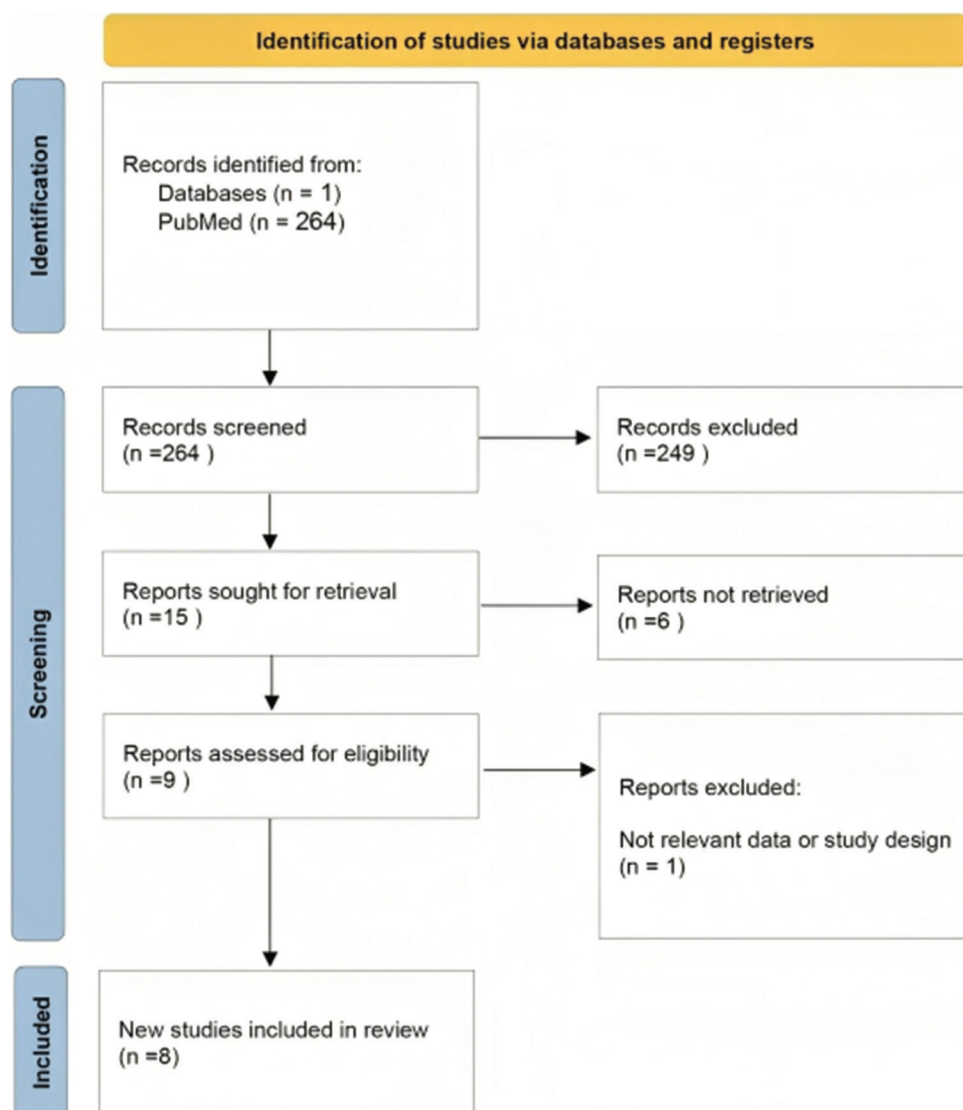 Identification of studies via databases and registers
Identification
Records identified from:
Databases (n = 1)
PubMed (n = 264)
Screening
Records screened
(n =264 )
Records excluded
(n =249 )
Reports sought for retrieval
(n =15 )
Reports not retrieved
(n =6 )
Reports assessed for eligibility
(n =9 )
Reports excluded:
Not relevant data or study design
(n = 1)
Included
New studies included in review
(n =8)